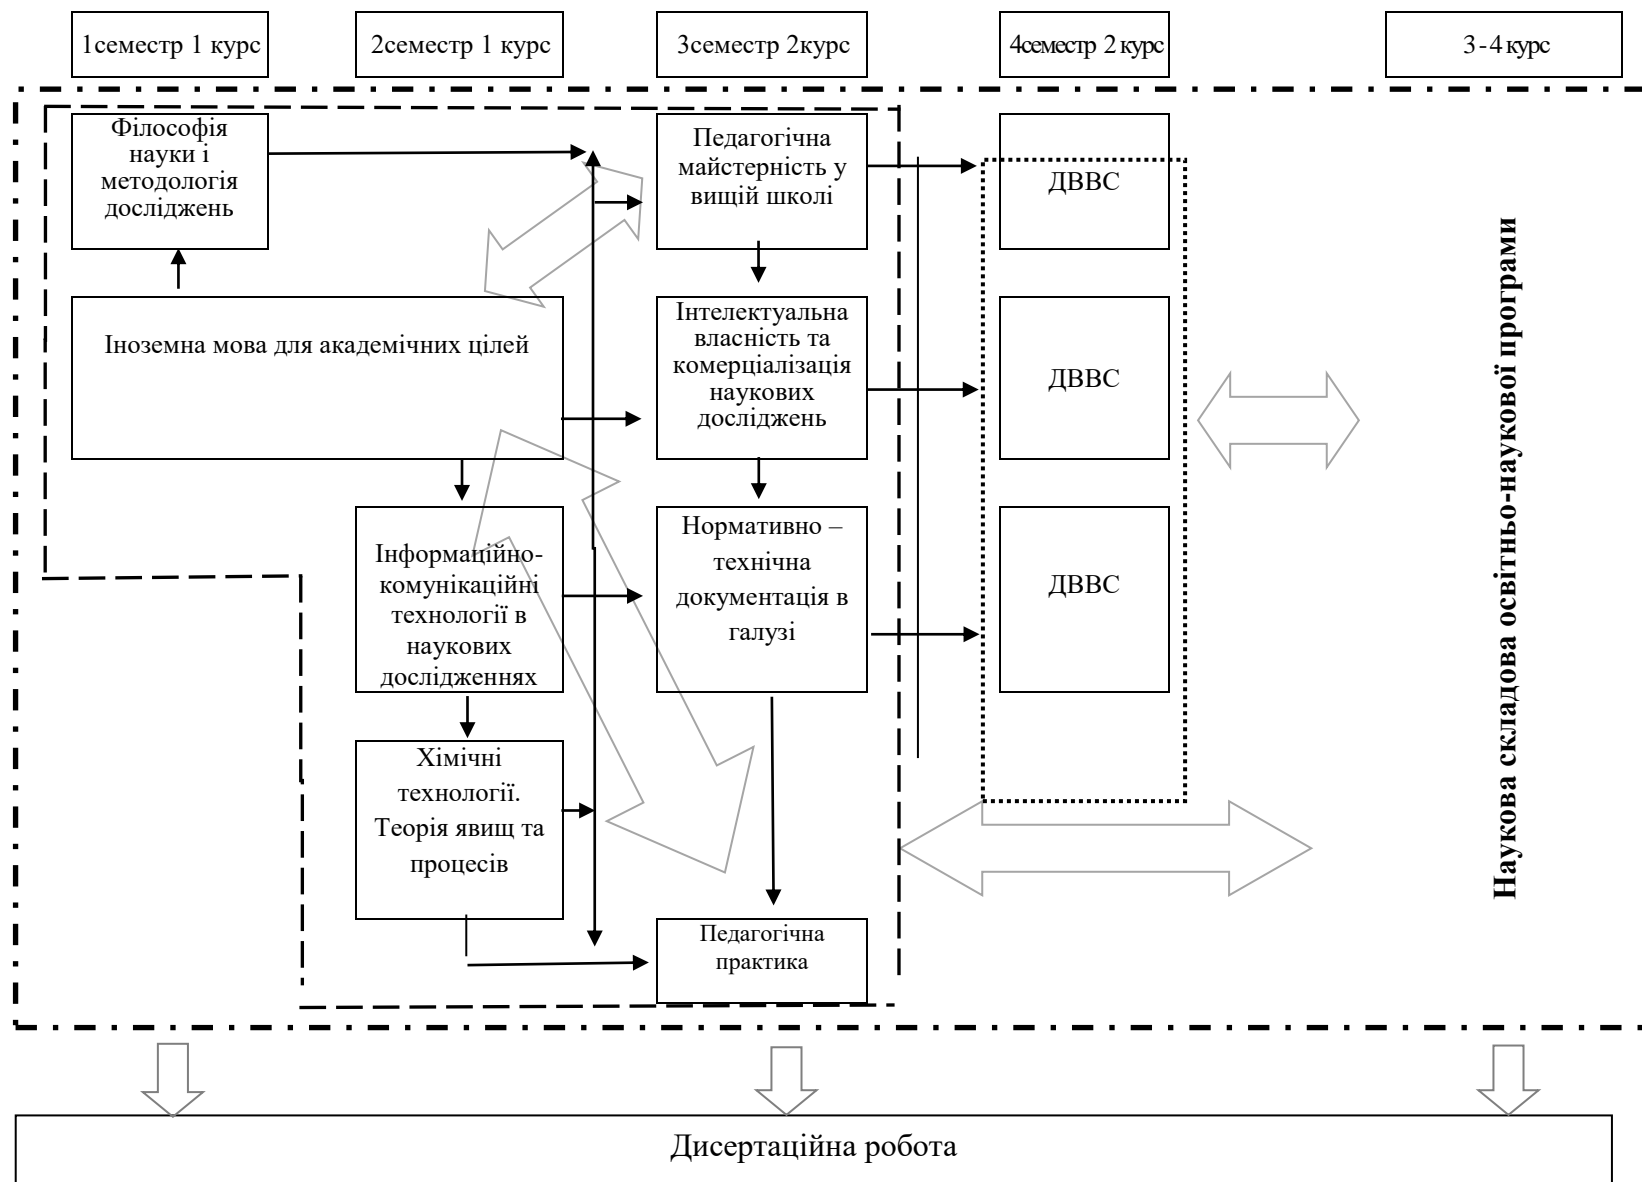 1семестр 1 курс
2семестр 1 курс
3семестр 2курс
4семестр 2 курс
3-4 курс
Філософія
науки і
методологія
досліджень
Педагогічна
майстерність у
вищій школі
ДВВС
Іноземна мова для академічних цілей
Інтелектуальна
власність та
комерціалізація
наукових
досліджень
ДВВС
Інформаційно-
комунікаційні
технології в
наукових
дослідженнях
Нормативно –
технічна
документація в
галузі
ДВВС
Хімічні
технології.
Теорія явищ та
процесів
Педагогічна
практика
Наукова складова освітньо-наукової програми
Дисертаційна робота